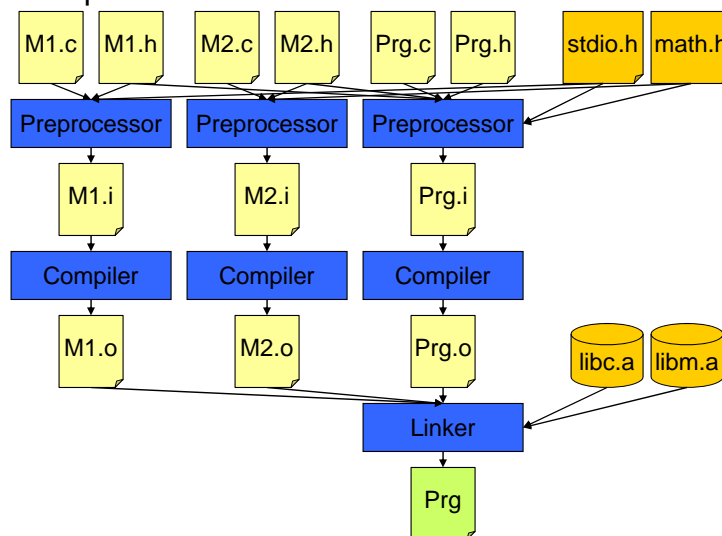 M1.c M1.h M2.c M2.h Prg.c Prg.h stdio.h math.h
Preprocessor Preprocessor Preprocessor
M1.i M2.i Prg.i
Compiler Compiler Compiler
M1.o M2.o Prg.o libc.a libm.a
Linker
Prg